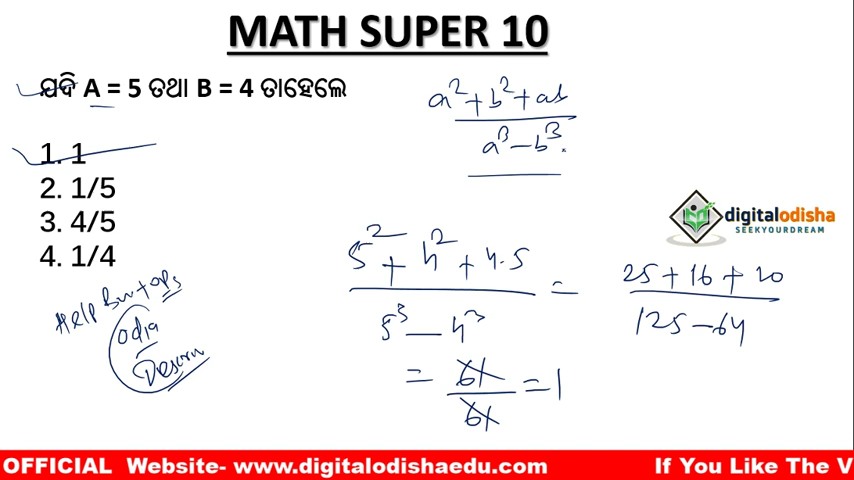 MATH SUPER 10
ଯଦି A = 5 ତଥା B = 4 ତାହେଲେ
a² + b² + ab
a³ - b³
1. 1
2. 1/5
3. 4/5
4. 1/4
digitalodisha
SEEKYOURDREAM
5² + 4² + 4.5 = 25 + 16 + 20
5³ - 4³ 125 - 64
Help
odia
= 61 = 1
61
OFFICIAL Website- www.digitalodishaedu.com If You Like The V